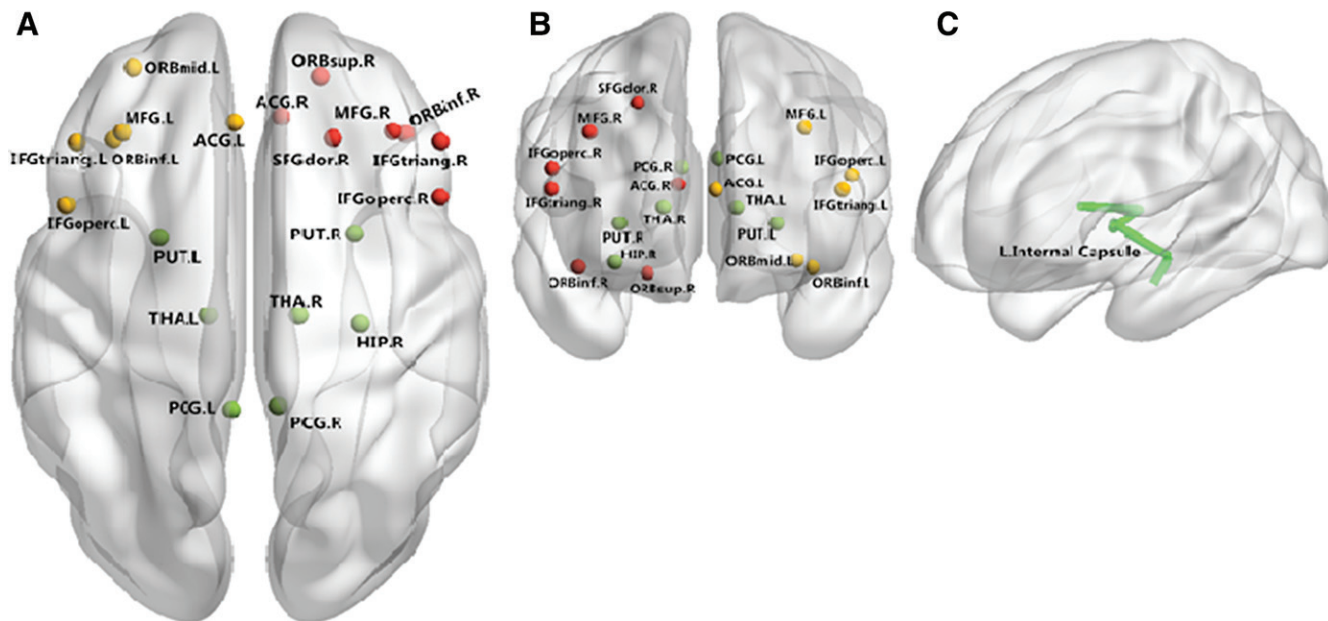 A
ORBmid.L
ORBsup.R
ACG.R
ORBinf.R
MFG.R
MFG.L
ACG.L
SFGdor.R
IFGtriang.L
ORBinf.L
IFGtriang.R
IFGoperc.R
IFGoperc.L
PUT.R
PUT.L
THA.R
THA.L
HIP.R
PCG.L
PCG.R
B
SFGdor.R
MFG.R
MFG.L
IFGoperc.R
PCG.L
IFGoperc.L
PCG.R
ACG.R
ACG.L
IFGtriang.R
THA.L
IFGtriang.L
THA.R
PUT.R
PUT.L
HIP.R
ORBmid.L
ORBinf.R
ORBsup.R
ORBinf.L
C
L.Internal Capsule